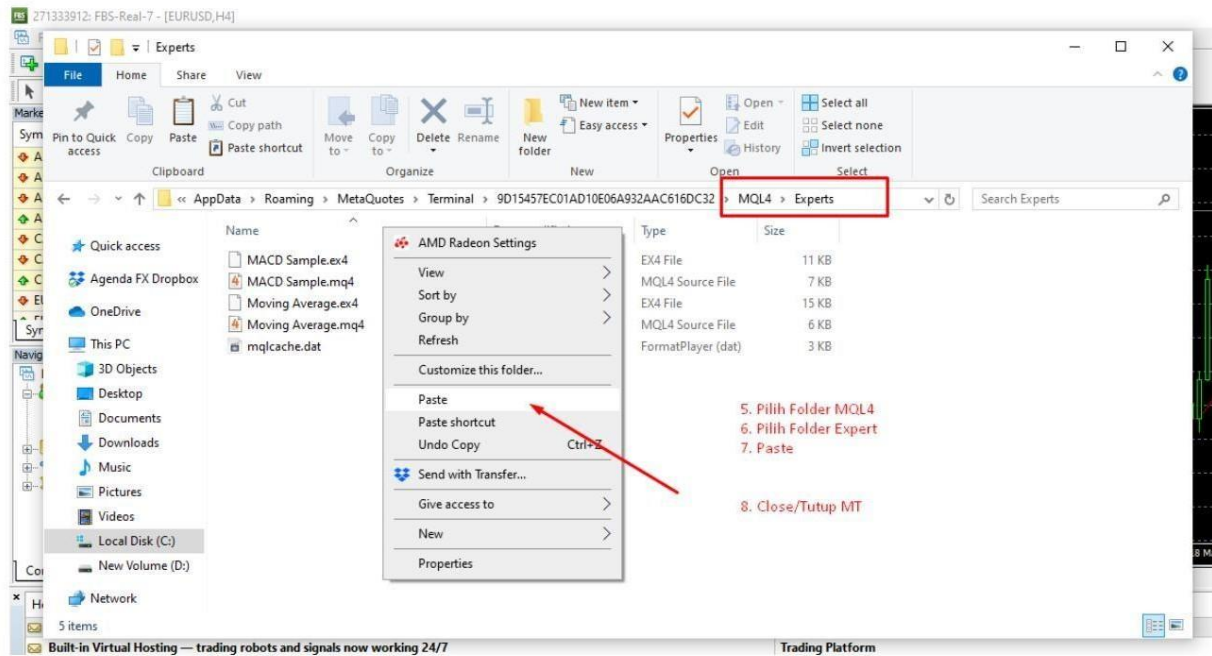 271333912: FBS-Real-7 - [EURUSD,H4]
Experts
File Home Share View
Pin to Quick access
Copy
Paste
Cut
Copy path
Paste shortcut
Move to
Copy to
Delete
Rename
New folder
New item
Easy access
Properties
Open
Edit
History
Select all
Select none
Invert selection
Clipboard Organize New Open Select
« AppData > Roaming > MetaQuotes > Terminal > 9D15457EC01AD10E06A932AAC616DC32 > MQL4 > Experts
Search Experts
Name Type Size
MACD Sample.ex4 EX4 File 11 KB
MACD Sample.mq4 MQL4 Source File 7 KB
Moving Average.ex4 EX4 File 15 KB
Moving Average.mq4 MQL4 Source File 6 KB
mqlcache.dat FormatPlayer (dat) 3 KB
Quick access
Agenda FX Dropbox
OneDrive
This PC
3D Objects
Desktop
Documents
Downloads
Music
Pictures
Videos
Local Disk (C:)
New Volume (D:)
Network
AMD Radeon Settings
View
Sort by
Group by
Refresh
Customize this folder...
Paste
Paste shortcut
Undo Copy Ctrl+Z
Send with Transfer...
Give access to
New
Properties
5. Pilih Folder MQL4
6. Pilih Folder Expert
7. Paste
8. Close/Tutup MT
5 items
Built-in Virtual Hosting — trading robots and signals now working 24/7 Trading Platform